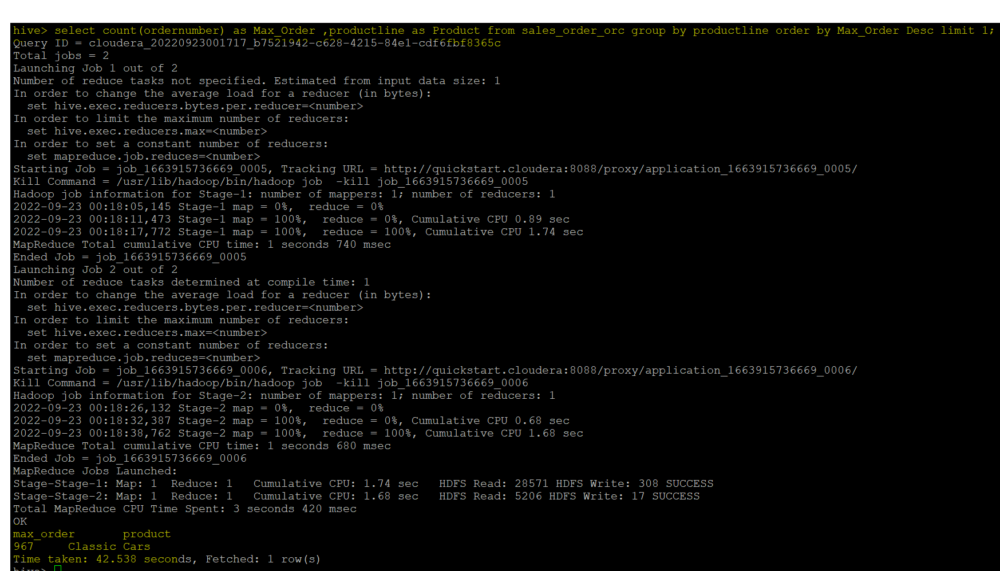 hive> select count(ordernumber) as Max_Order ,productline as Product from sales_order_orc group by productline order by Max_Order Desc limit 1;
Query ID = cloudera_20220923001717_b7521942-c628-4215-84e1-cdf6fbf8365c
Total jobs = 2
Launching Job 1 out of 2
Number of reduce tasks not specified. Estimated from input data size: 1
In order to change the average load for a reducer (in bytes):
  set hive.exec.reducers.bytes.per.reducer=<number>
In order to limit the maximum number of reducers:
  set hive.exec.reducers.max=<number>
In order to set a constant number of reducers:
  set mapreduce.job.reduces=<number>
Starting Job = job_1663915736669_0005, Tracking URL = http://quickstart.cloudera:8088/proxy/application_1663915736669_0005/
Kill Command = /usr/lib/hadoop/bin/hadoop job  -kill job_1663915736669_0005
Hadoop job information for Stage-1: number of mappers: 1; number of reducers: 1
2022-09-23 00:18:05,145 Stage-1 map = 0%,  reduce = 0%
2022-09-23 00:18:11,473 Stage-1 map = 100%,  reduce = 0%, Cumulative CPU 0.89 sec
2022-09-23 00:18:17,772 Stage-1 map = 100%,  reduce = 100%, Cumulative CPU 1.74 sec
MapReduce Total cumulative CPU time: 1 seconds 740 msec
Ended Job = job_1663915736669_0005
Launching Job 2 out of 2
Number of reduce tasks determined at compile time: 1
In order to change the average load for a reducer (in bytes):
  set hive.exec.reducers.bytes.per.reducer=<number>
In order to limit the maximum number of reducers:
  set hive.exec.reducers.max=<number>
In order to set a constant number of reducers:
  set mapreduce.job.reduces=<number>
Starting Job = job_1663915736669_0006, Tracking URL = http://quickstart.cloudera:8088/proxy/application_1663915736669_0006/
Kill Command = /usr/lib/hadoop/bin/hadoop job  -kill job_1663915736669_0006
Hadoop job information for Stage-2: number of mappers: 1; number of reducers: 1
2022-09-23 00:18:26,132 Stage-2 map = 0%,  reduce = 0%
2022-09-23 00:18:32,387 Stage-2 map = 100%,  reduce = 0%, Cumulative CPU 0.68 sec
2022-09-23 00:18:38,762 Stage-2 map = 100%,  reduce = 100%, Cumulative CPU 1.68 sec
MapReduce Total cumulative CPU time: 1 seconds 680 msec
Ended Job = job_1663915736669_0006
MapReduce Jobs Launched:
Stage-Stage-1: Map: 1  Reduce: 1   Cumulative CPU: 1.74 sec   HDFS Read: 28571 HDFS Write: 308 SUCCESS
Stage-Stage-2: Map: 1  Reduce: 1   Cumulative CPU: 1.68 sec   HDFS Read: 5206 HDFS Write: 17 SUCCESS
Total MapReduce CPU Time Spent: 3 seconds 420 msec
OK
max_order       product
967     Classic Cars
Time taken: 42.538 seconds, Fetched: 1 row(s)
hive>